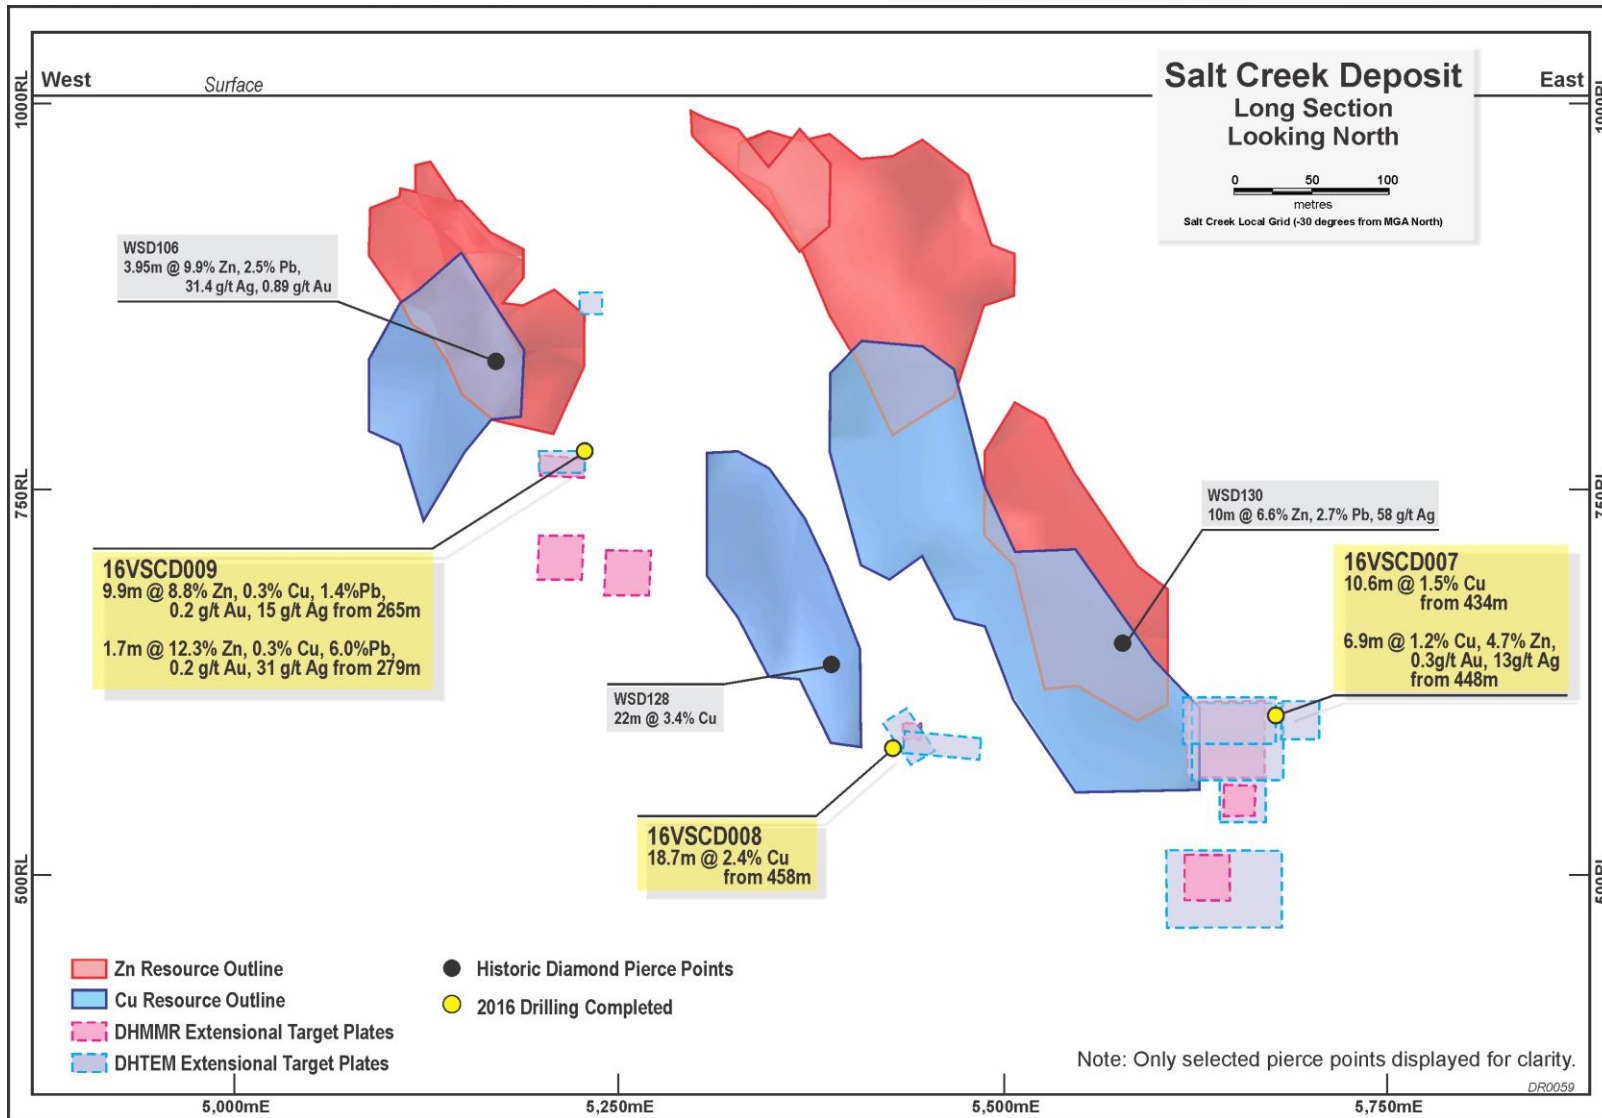 West
Surface
East
Salt Creek Deposit
Long Section
Looking North
0 50 100
metres
Salt Creek Local Grid (-30 degrees from MGA North)
1000RL
1000RL
WSD106
3.95m @ 9.9% Zn, 2.5% Pb,
31.4 g/t Ag, 0.89 g/t Au
750RL
750RL
WSD130
10m @ 6.6% Zn, 2.7% Pb, 58 g/t Ag
16VSCD009
9.9m @ 8.8% Zn, 0.3% Cu, 1.4%Pb,
0.2 g/t Au, 15 g/t Ag from 265m
1.7m @ 12.3% Zn, 0.3% Cu, 6.0%Pb,
0.2 g/t Au, 31 g/t Ag from 279m
16VSCD007
10.6m @ 1.5% Cu
from 434m
6.9m @ 1.2% Cu, 4.7% Zn,
0.3g/t Au, 13g/t Ag
from 448m
WSD128
22m @ 3.4% Cu
16VSCD008
18.7m @ 2.4% Cu
from 458m
500RL
500RL
Zn Resource Outline
Cu Resource Outline
DHMMR Extensional Target Plates
DHTEM Extensional Target Plates
Historic Diamond Pierce Points
2016 Drilling Completed
Note: Only selected pierce points displayed for clarity.
DR0059
5,000mE
5,250mE
5,500mE
5,750mE